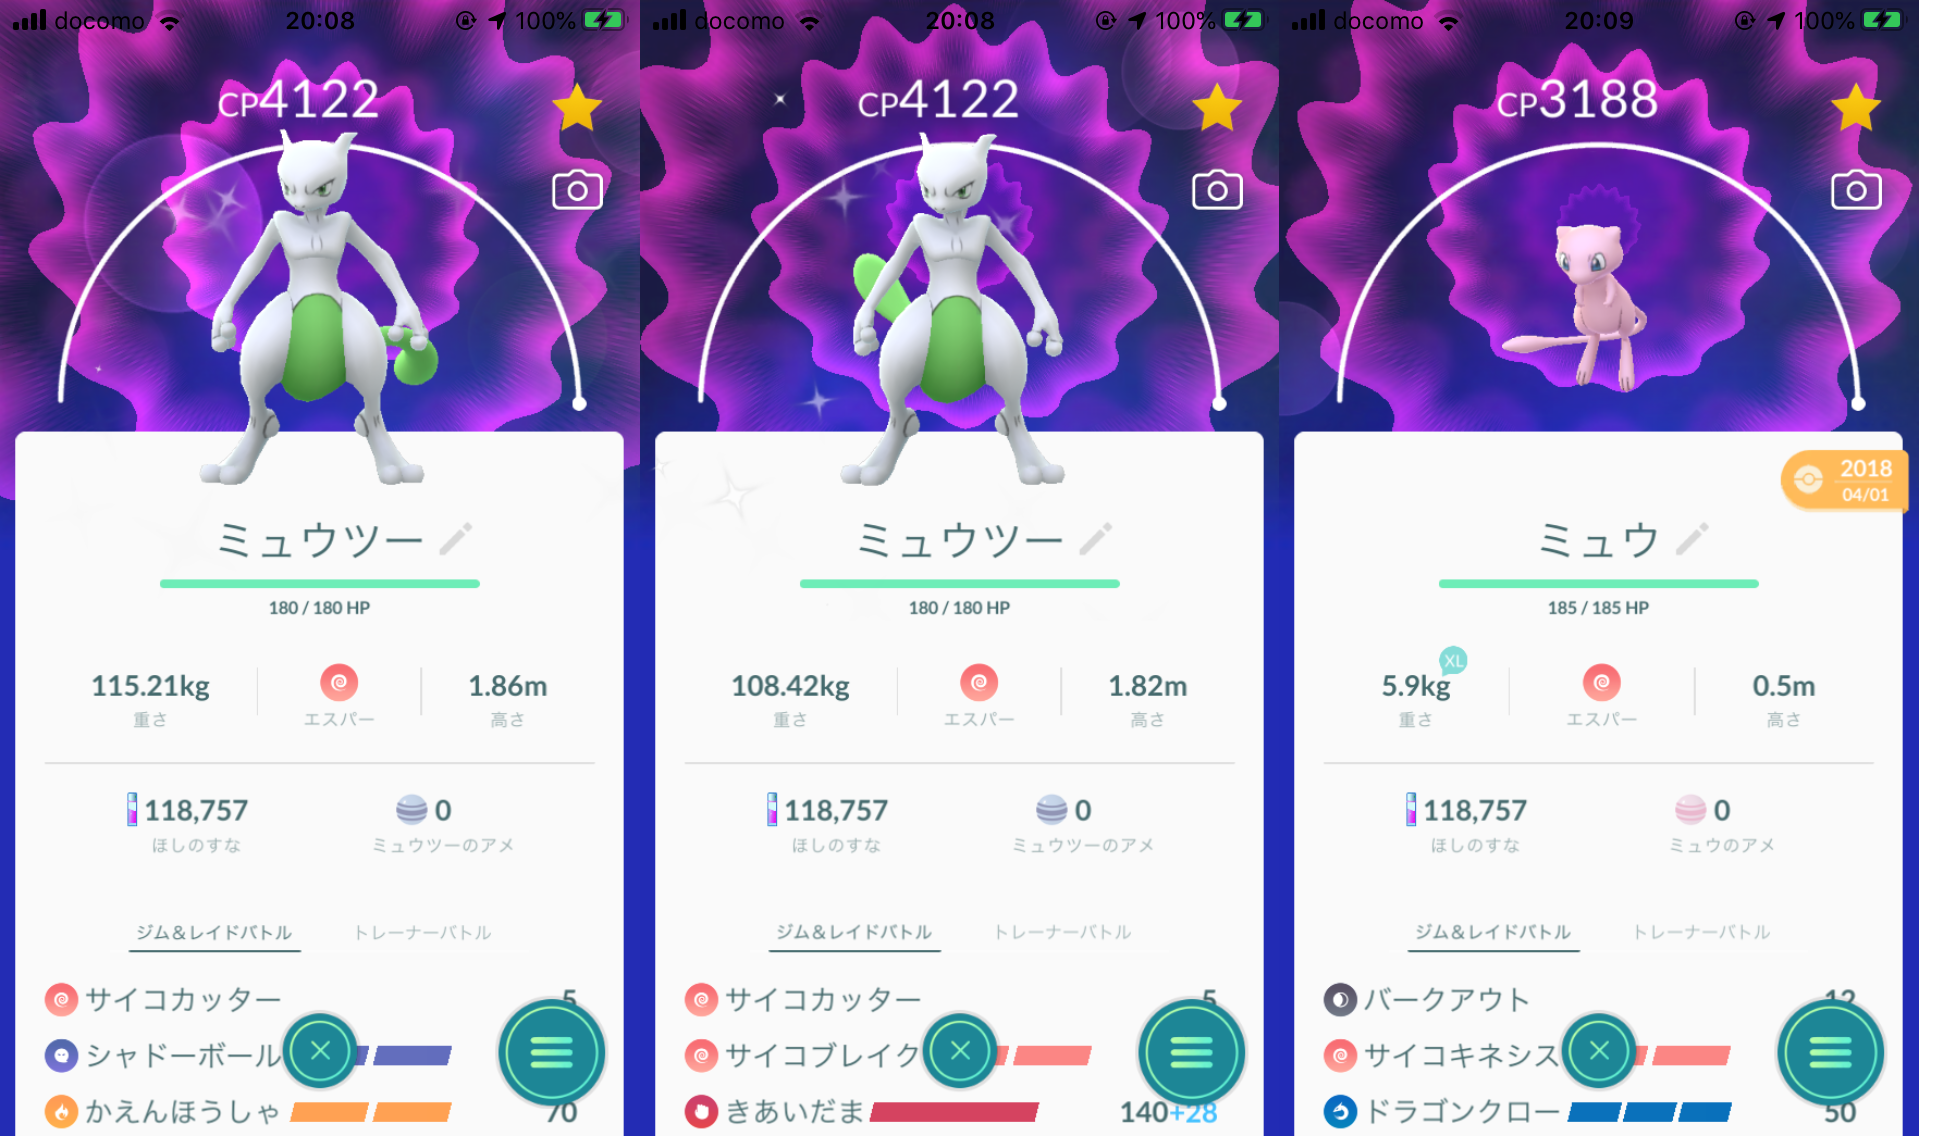 docomo 20:08 100%
CP4122
ミュウツー
180 / 180 HP
115.21kg 1.86m
重さ エスパー 高さ
118,757 0
ほしのすな ミュウツーのアメ
ジム&レイドバトル トレーナーバトル
サイコカッター 5
シャドーボール
かえんほうしゃ 70
docomo 20:08 100%
CP4122
ミュウツー
180 / 180 HP
108.42kg 1.82m
重さ エスパー 高さ
118,757 0
ほしのすな ミュウツーのアメ
ジム&レイドバトル トレーナーバトル
サイコカッター 5
サイコブレイク
きあいだま 140+28
docomo 20:09 100%
CP3188
2018
04/01
ミュウ
185 / 185 HP
XL
5.9kg 0.5m
重さ エスパー 高さ
118,757 0
ほしのすな ミュウのアメ
ジム&レイドバトル トレーナーバトル
バークアウト 12
サイコキネシス
ドラゴンクロー 50